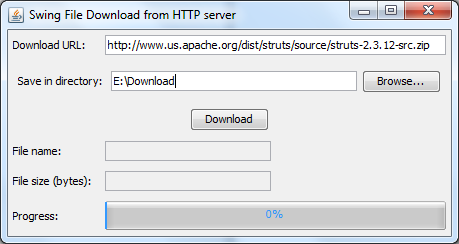 Swing File Download from HTTP server
Download URL: http://www.us.apache.org/dist/struts/source/struts-2.3.12-src.zip
Save in directory: E:\Download Browse...
Download
File name:
File size (bytes):
Progress: 0%